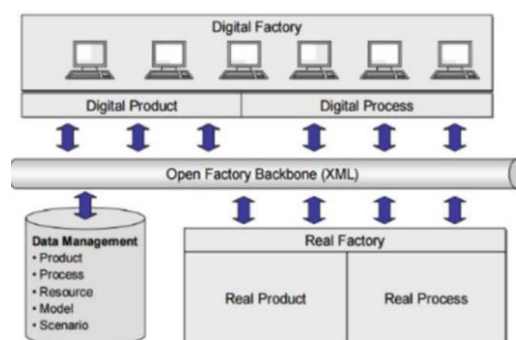 Digital Factory
Digital Product
Digital Process
Open Factory Backbone (XML)
Data Management
• Product
• Process
• Resource
• Model
• Scenario
Real Factory
Real Product
Real Process